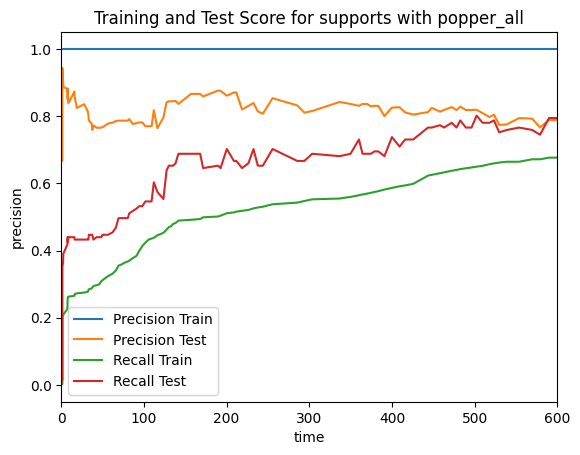 Training and Test Score for supports with popper_all
precision
1.0
0.8
0.6
0.4
0.2
0.0
Precision Train
Precision Test
Recall Train
Recall Test
0 100 200 300 400 500 600
time